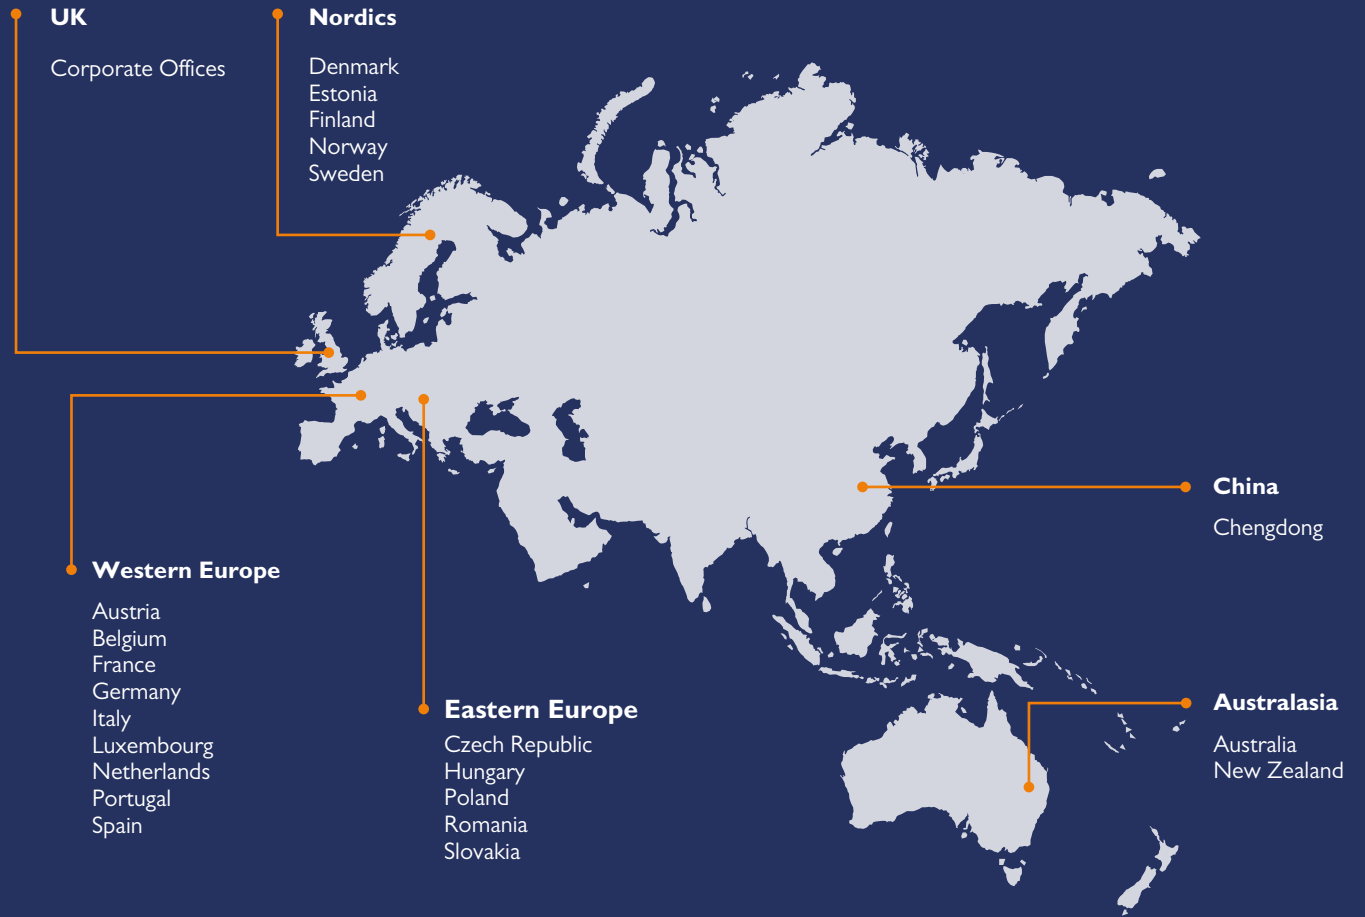 UK
Corporate Offices
Nordics
Denmark
Estonia
Finland
Norway
Sweden
China
Chengdong
Western Europe
Austria
Belgium
France
Germany
Italy
Luxembourg
Netherlands
Portugal
Spain
Eastern Europe
Czech Republic
Hungary
Poland
Romania
Slovakia
Australasia
Australia
New Zealand